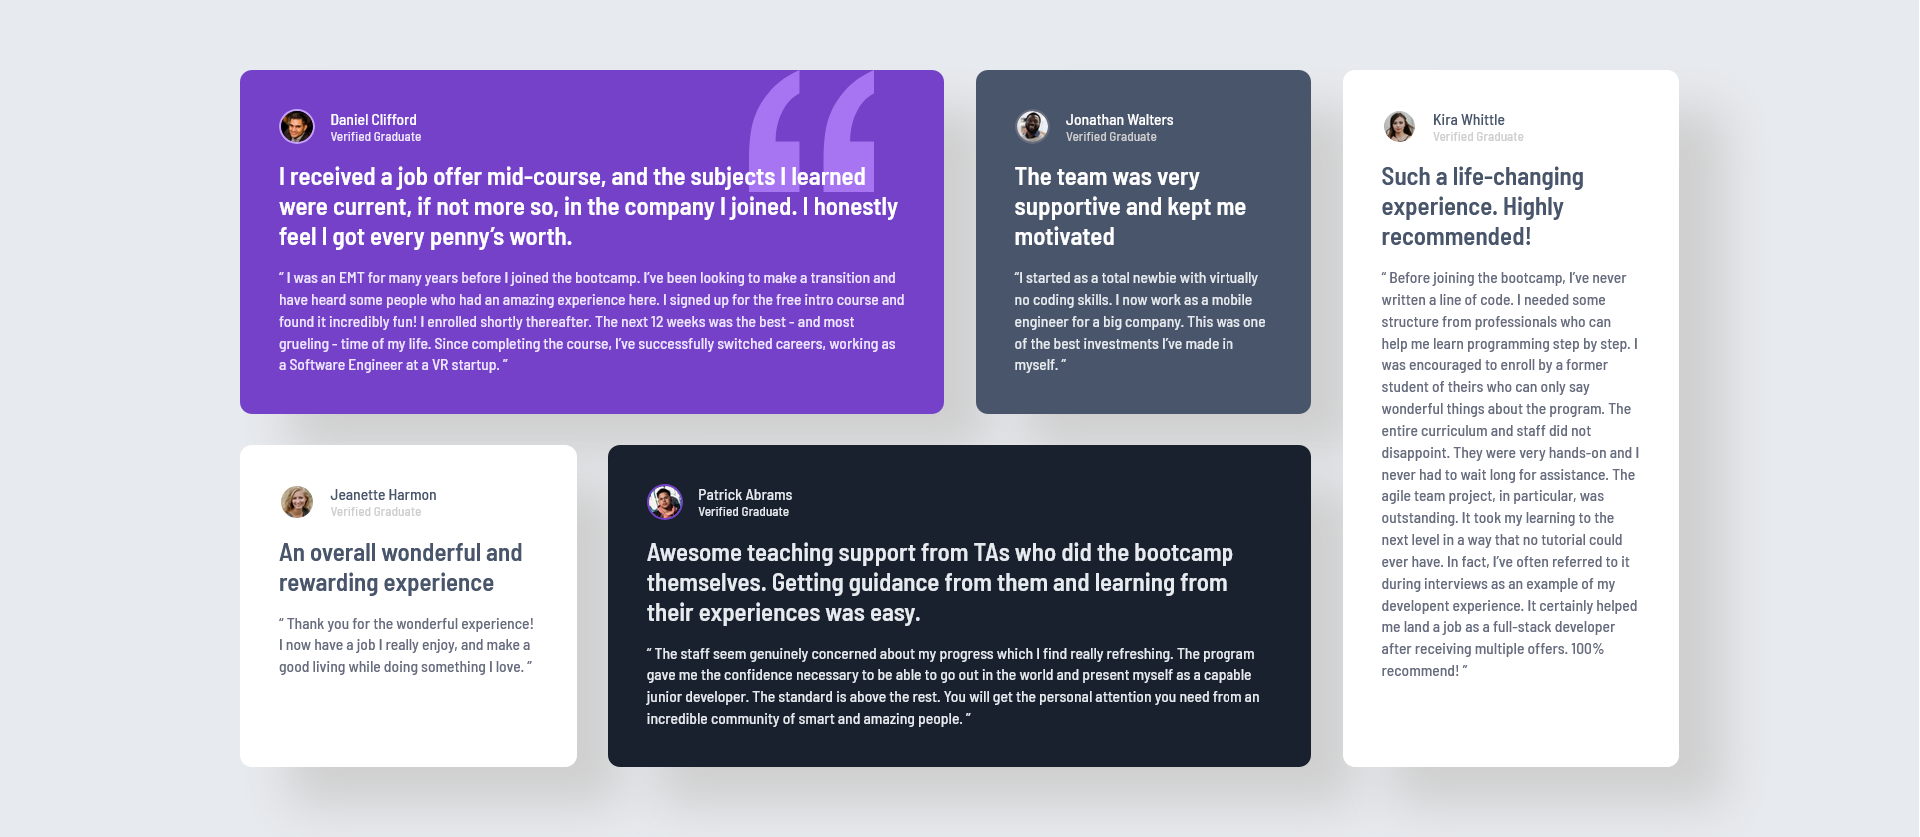 Daniel Clifford
Verified Graduate
I received a job offer mid-course, and the subjects I learned
were current, if not more so, in the company I joined. I honestly
feel I got every penny’s worth.
“ I was an EMT for many years before I joined the bootcamp. I’ve been looking to make a transition and
have heard some people who had an amazing experience here. I signed up for the free intro course and
found it incredibly fun! I enrolled shortly thereafter. The next 12 weeks was the best - and most
grueling - time of my life. Since completing the course, I’ve successfully switched careers, working as
a Software Engineer at a VR startup. ”
Jonathan Walters
Verified Graduate
The team was very
supportive and kept me
motivated
“I started as a total newbie with virtually
no coding skills. I now work as a mobile
engineer for a big company. This was one
of the best investments I’ve made in
myself. ”
Kira Whittle
Verified Graduate
Such a life-changing
experience. Highly
recommended!
“ Before joining the bootcamp, I’ve never
written a line of code. I needed some
structure from professionals who can
help me learn programming step by step. I
was encouraged to enroll by a former
student of theirs who can only say
wonderful things about the program. The
entire curriculum and staff did not
disappoint. They were very hands-on and I
never had to wait long for assistance. The
agile team project, in particular, was
outstanding. It took my learning to the
next level in a way that no tutorial could
ever have. In fact, I’ve often referred to it
during interviews as an example of my
developent experience. It certainly helped
me land a job as a full-stack developer
after receiving multiple offers. 100%
recommend! ”
Jeanette Harmon
Verified Graduate
An overall wonderful and
rewarding experience
“ Thank you for the wonderful experience!
I now have a job I really enjoy, and make a
good living while doing something I love. ”
Patrick Abrams
Verified Graduate
Awesome teaching support from TAs who did the bootcamp
themselves. Getting guidance from them and learning from
their experiences was easy.
“ The staff seem genuinely concerned about my progress which I find really refreshing. The program
gave me the confidence necessary to be able to go out in the world and present myself as a capable
junior developer. The standard is above the rest. You will get the personal attention you need from an
incredible community of smart and amazing people. ”